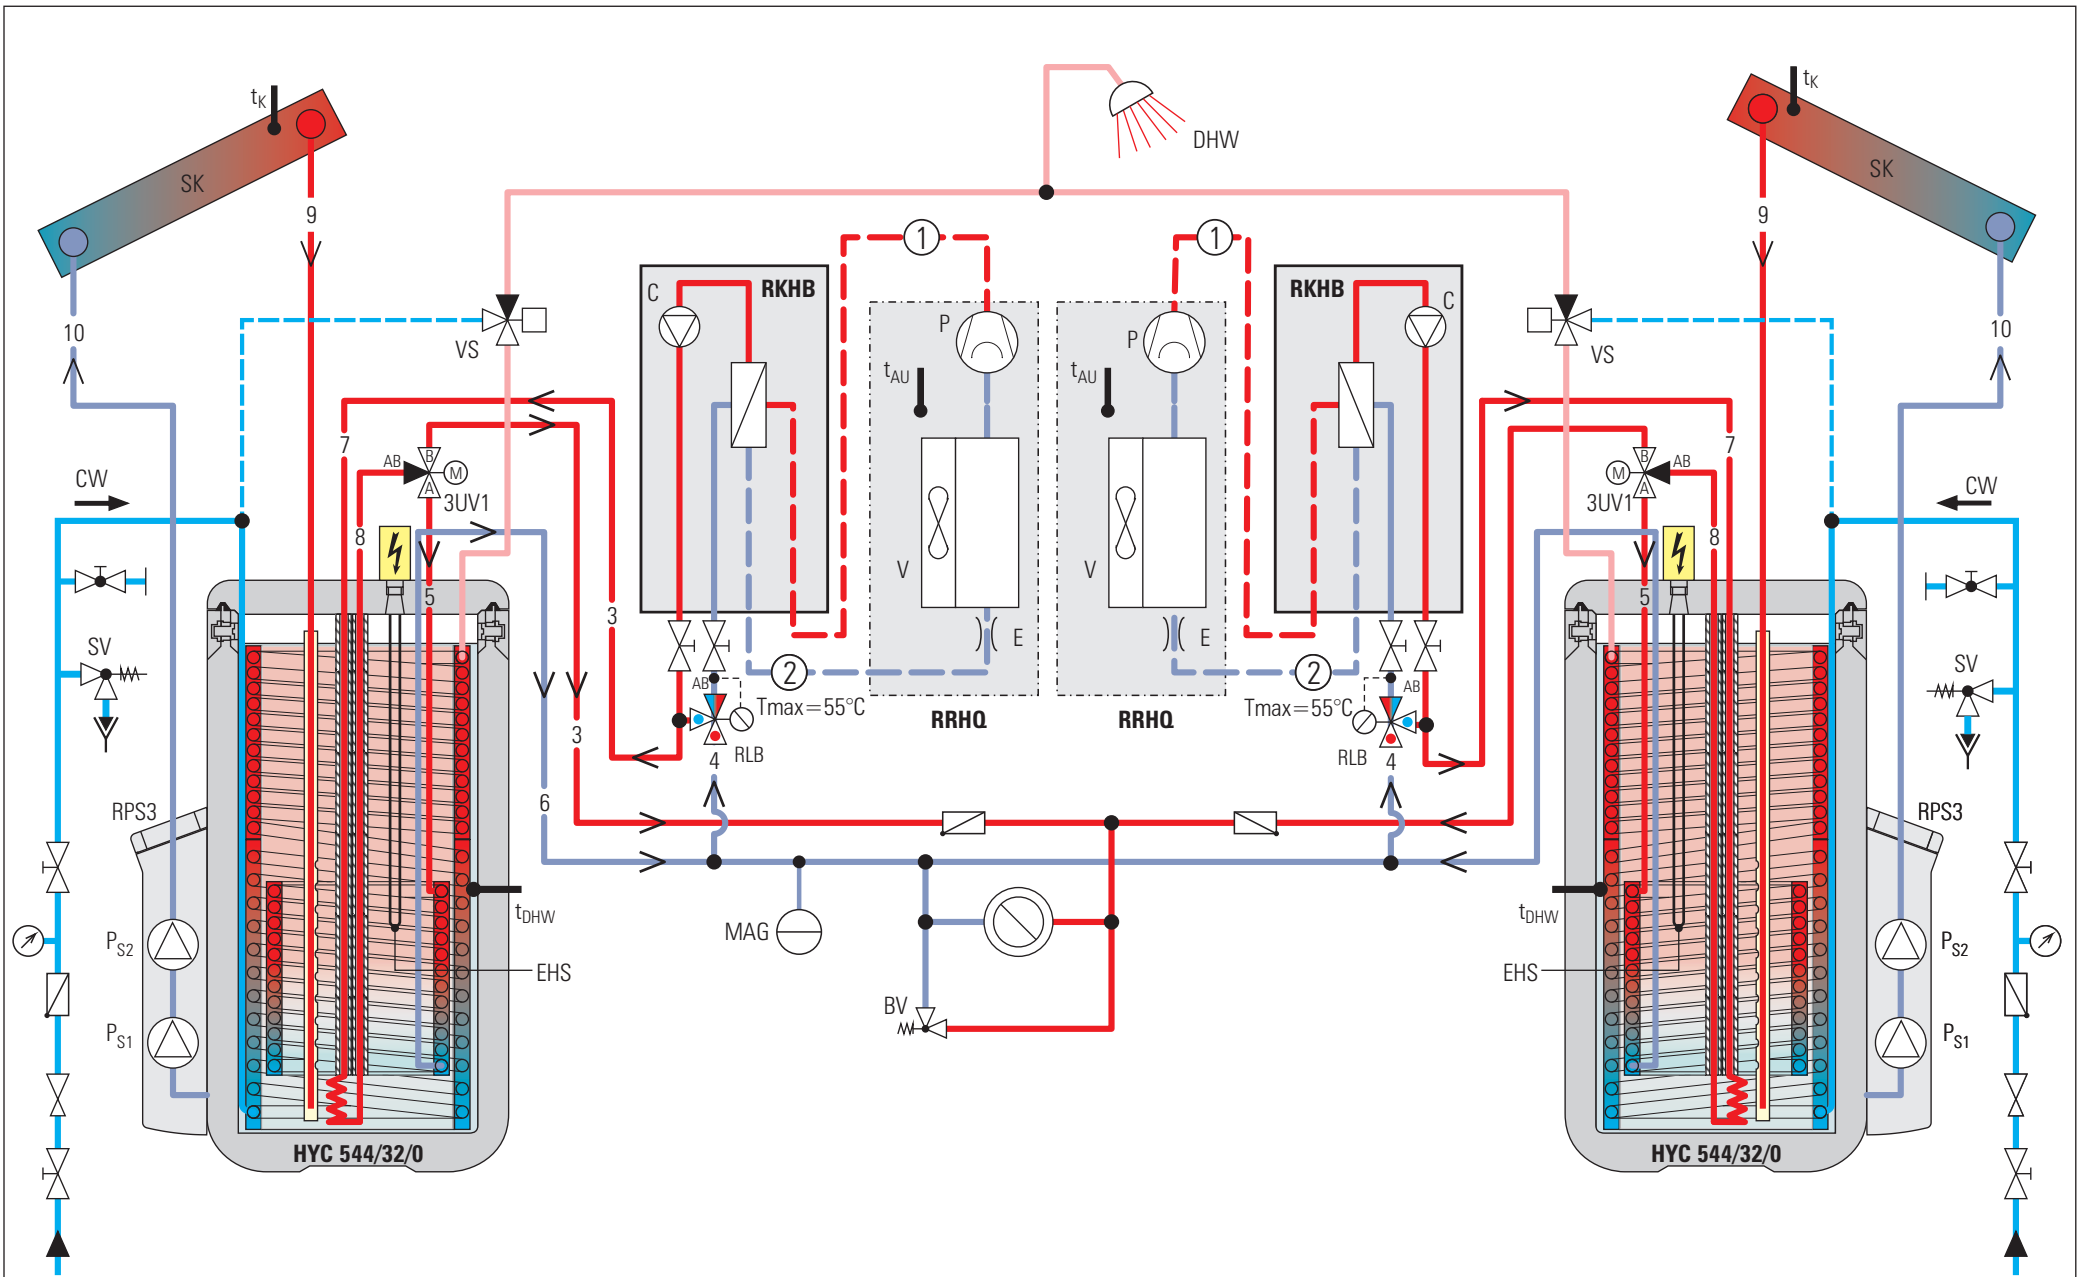 tK
tK
DHW
SK
SK
9
9
1
1
C
RKHB
RKHB
C
10
P
P
10
VS
VS
tAU
tAU
7
7
B
AB
M
A
3UV1
B
AB
M
A
3UV1
CW
CW
8
8
V
V
5
5
3
E
E
SV
SV
2
2
AB
AB
Tmax=55°C
Tmax=55°C
RRHQ
RRHQ
3
RLB
RLB
4
4
6
RPS3
RPS3
tDHW
tDHW
MAG
PS2
PS2
EHS
EHS
BV
PS1
PS1
HYC 544/32/0
HYC 544/32/0